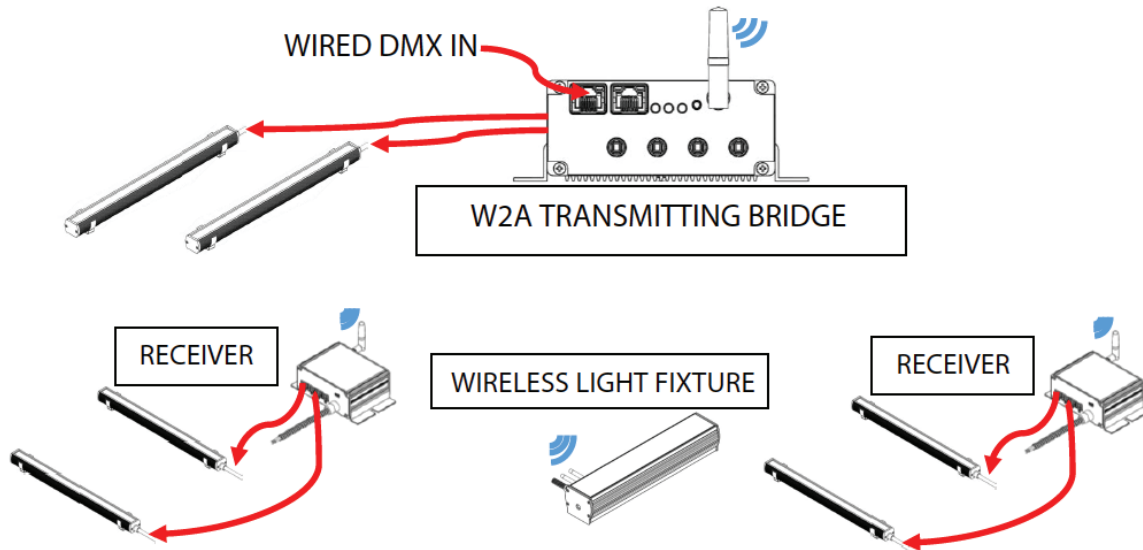 WIRED DMX IN
W2A TRANSMITTING BRIDGE
RECEIVER
WIRELESS LIGHT FIXTURE
RECEIVER